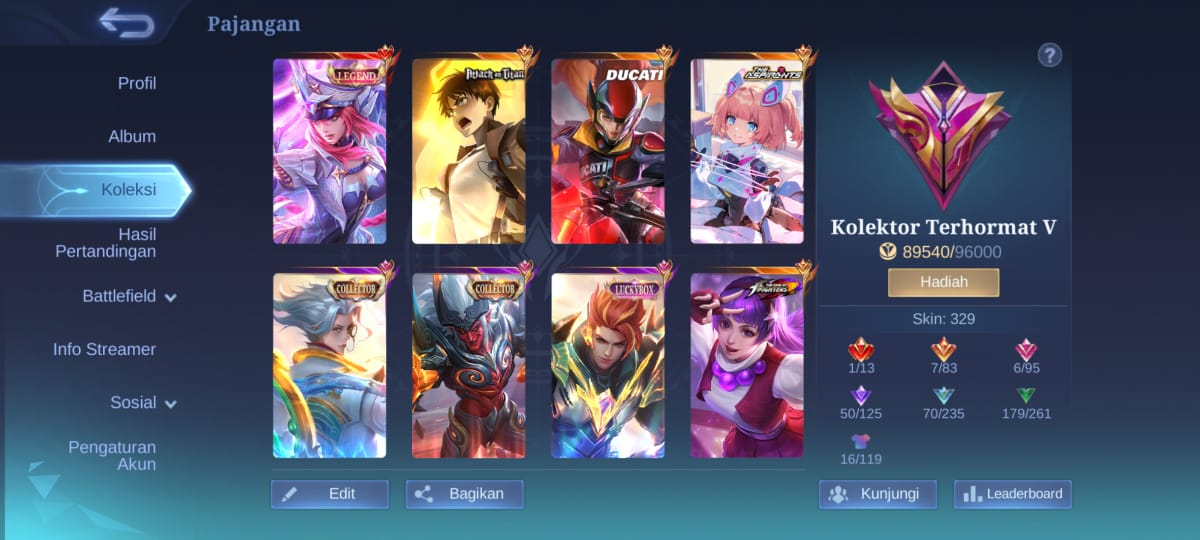 Pajangan
Profil
Album
Koleksi
Hasil
Pertandingan
Battlefield
Info Streamer
Sosial
Pengaturan
Akun
LEGEND
Attack on Titan
DUCATI
THE ASPIRANTS
DUCATI
COLLECTOR
COLLECTOR
LUCKYBOX
THE KING OF FIGHTERS
Edit
Bagikan
?
Kolektor Terhormat V
89540/96000
Hadiah
Skin: 329
1/13
7/83
6/95
50/125
70/235
179/261
16/119
Kunjungi
Leaderboard